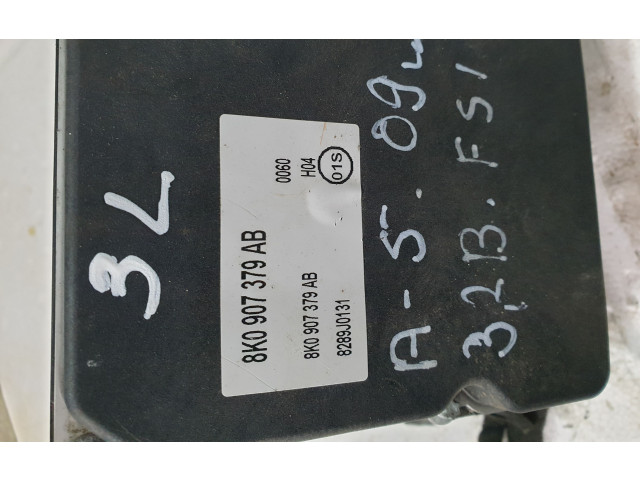 3L
8K0 907 379 AB
0060
8K0 907 379 AB
H04
8289J0131
01S
A-5. 09
3,2B. FSI